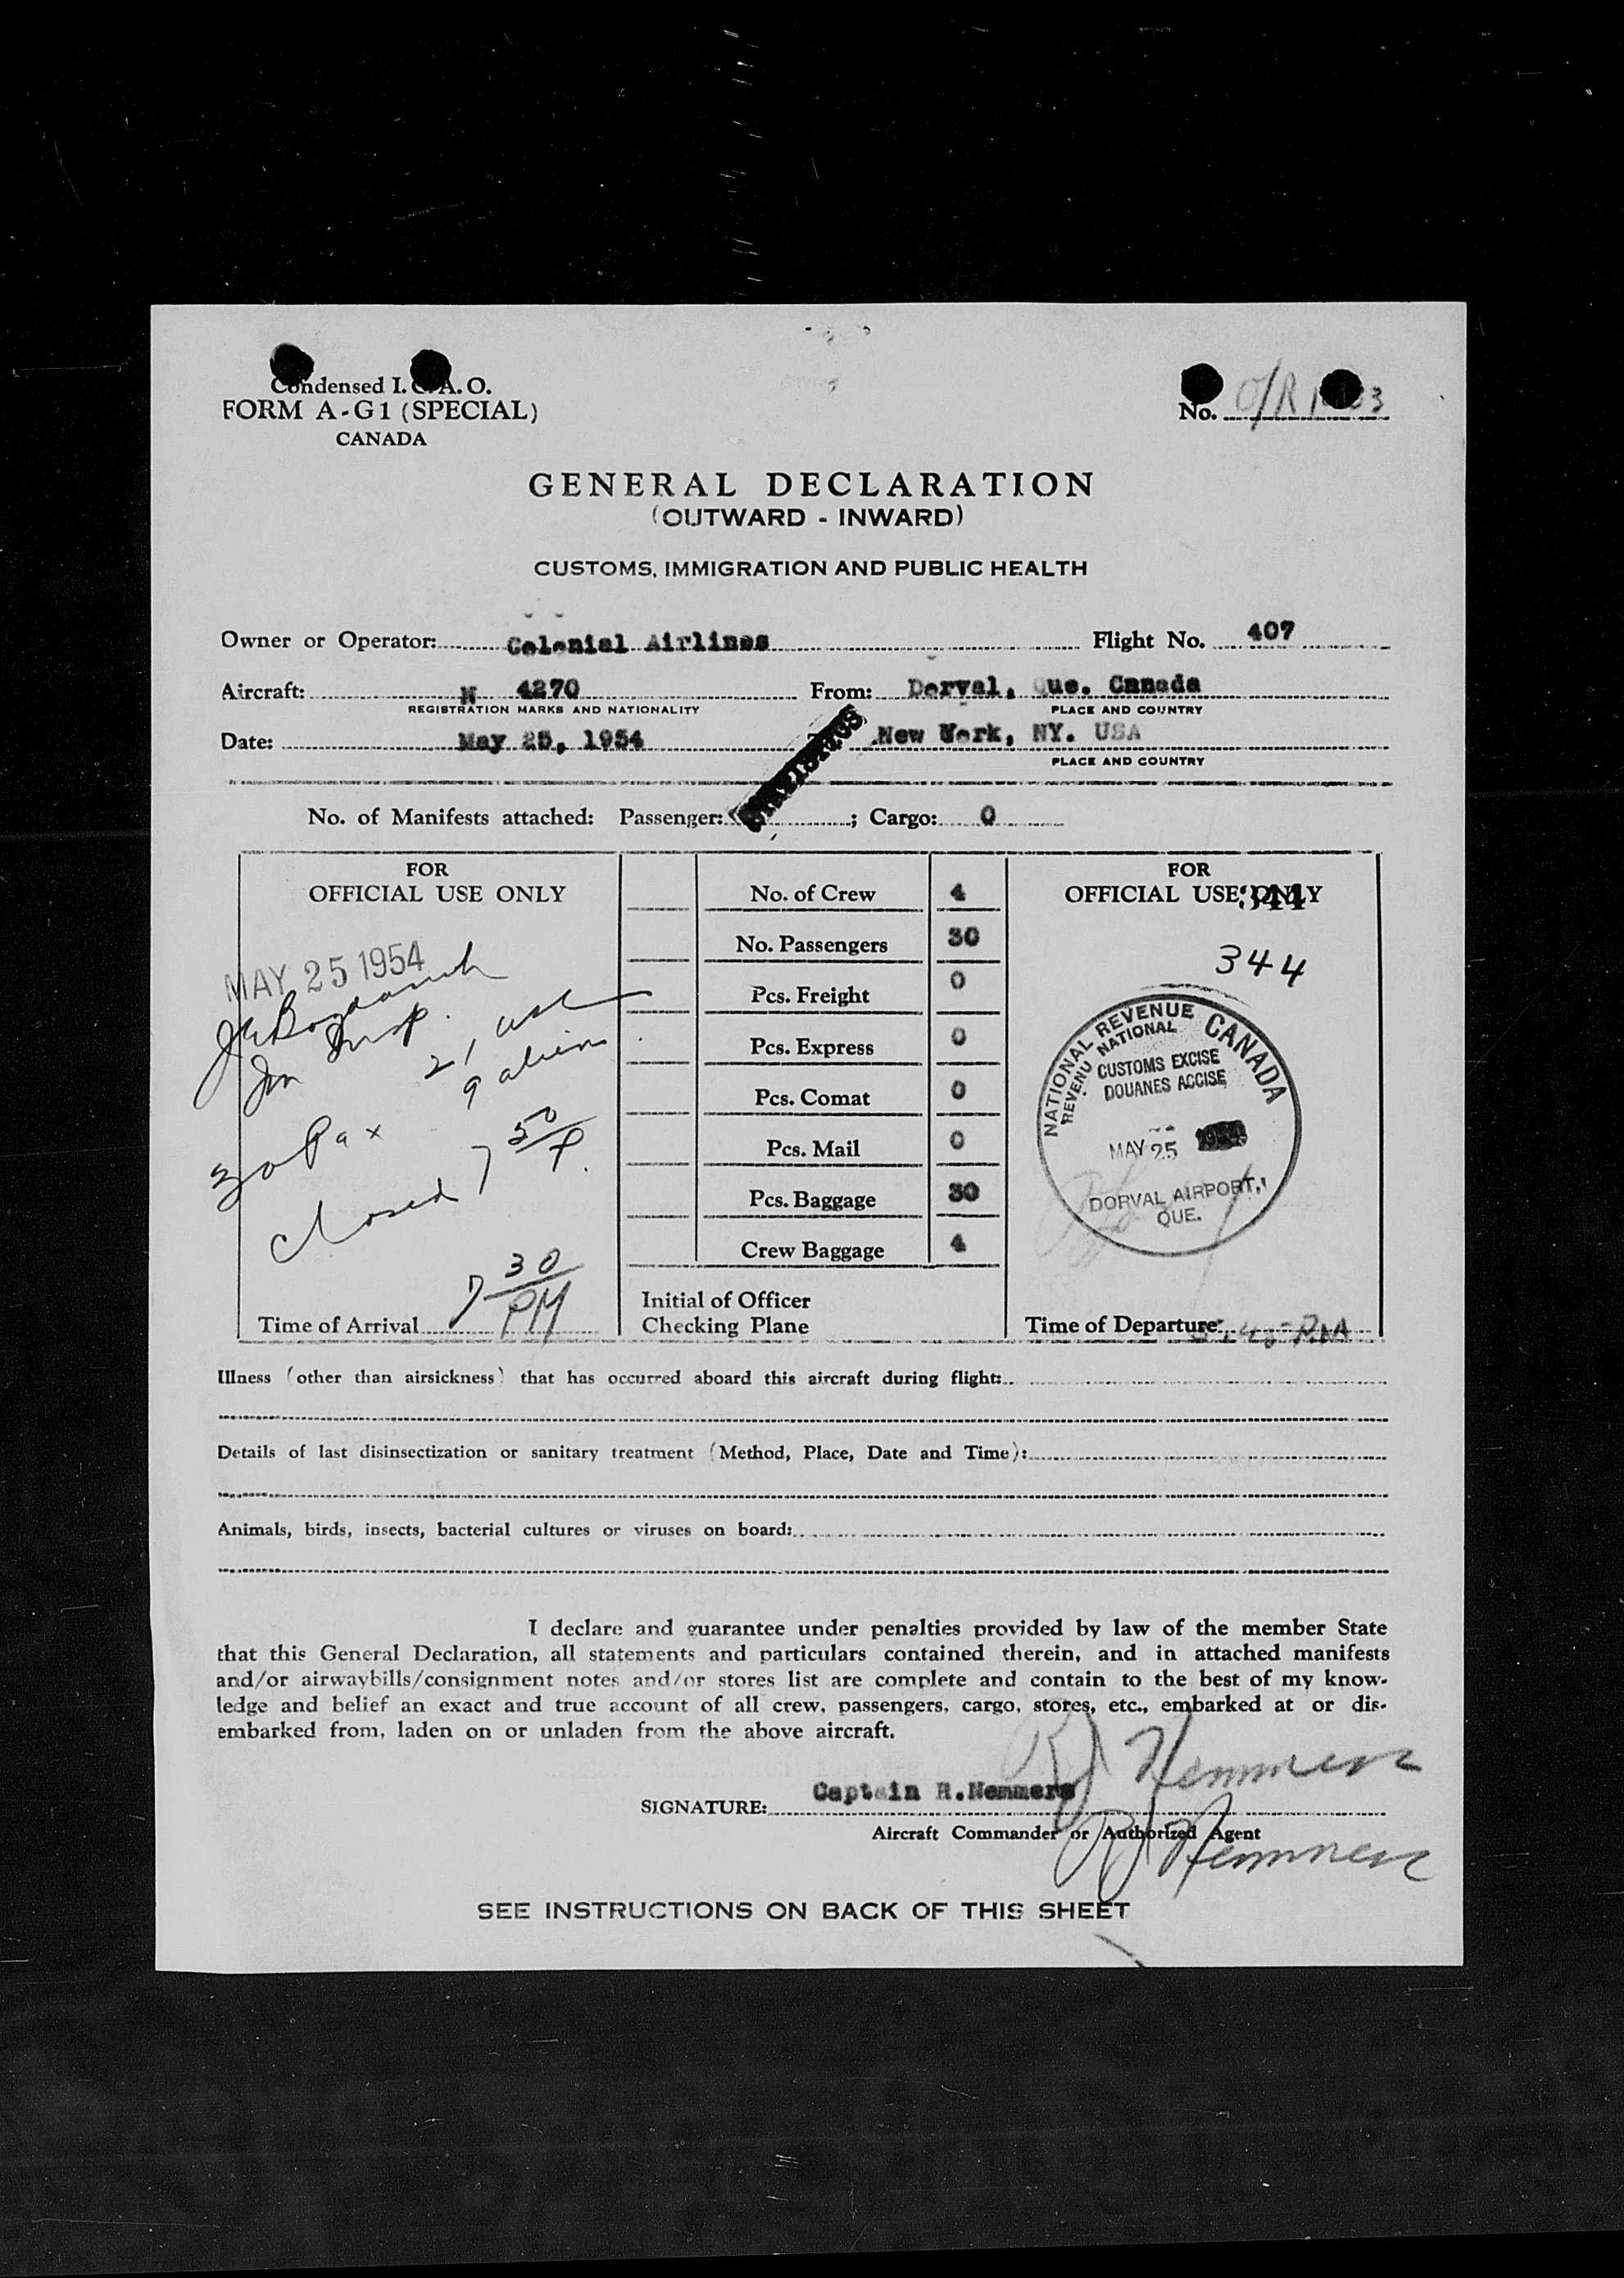 Condensed I.C.A.O.
FORM A-G1 (SPECIAL)
CANADA
No. O/R
GENERAL DECLARATION
(OUTWARD - INWARD)
CUSTOMS, IMMIGRATION AND PUBLIC HEALTH
Owner or Operator: Colonial Airlines Flight No. 407
Aircraft: N 4270 From: Dorval, Que. Canada
REGISTRATION MARKS AND NATIONALITY PLACE AND COUNTRY
Date: May 25, 1954 New York, NY. USA
PLACE AND COUNTRY
No. of Manifests attached: Passenger: ; Cargo: 0
FOR
OFFICIAL USE ONLY
MAY 25 1954
Im Insp.
21 usc
9 aliens
30 Pax
closed 7 50/P.
7 30/PM
Time of Arrival
No. of Crew 4
No. Passengers 30
Pcs. Freight 0
Pcs. Express 0
Pcs. Comat 0
Pcs. Mail 0
Pcs. Baggage 30
Crew Baggage 4
Initial of Officer
Checking Plane
FOR
OFFICIAL USE ONLY
344
344
NATIONAL REVENUE CANADA
REVENU NATIONAL
CUSTOMS EXCISE
DOUANES ACCISE
MAY 25
DORVAL AIRPORT,
QUE.
Time of Departure
Illness (other than airsickness) that has occurred aboard this aircraft during flight:
Details of last disinsectization or sanitary treatment (Method, Place, Date and Time):
Animals, birds, insects, bacterial cultures or viruses on board:
I declare and guarantee under penalties provided by law of the member State
that this General Declaration, all statements and particulars contained therein, and in attached manifests
and/or airwaybills/consignment notes and/or stores list are complete and contain to the best of my know-
ledge and belief an exact and true account of all crew, passengers, cargo, stores, etc., embarked at or dis-
embarked from, laden on or unladen from the above aircraft.
RJ Nemmers
SIGNATURE: Captain R.Nemmers
Aircraft Commander or Authorized Agent
RJ Nemmers
SEE INSTRUCTIONS ON BACK OF THIS SHEET